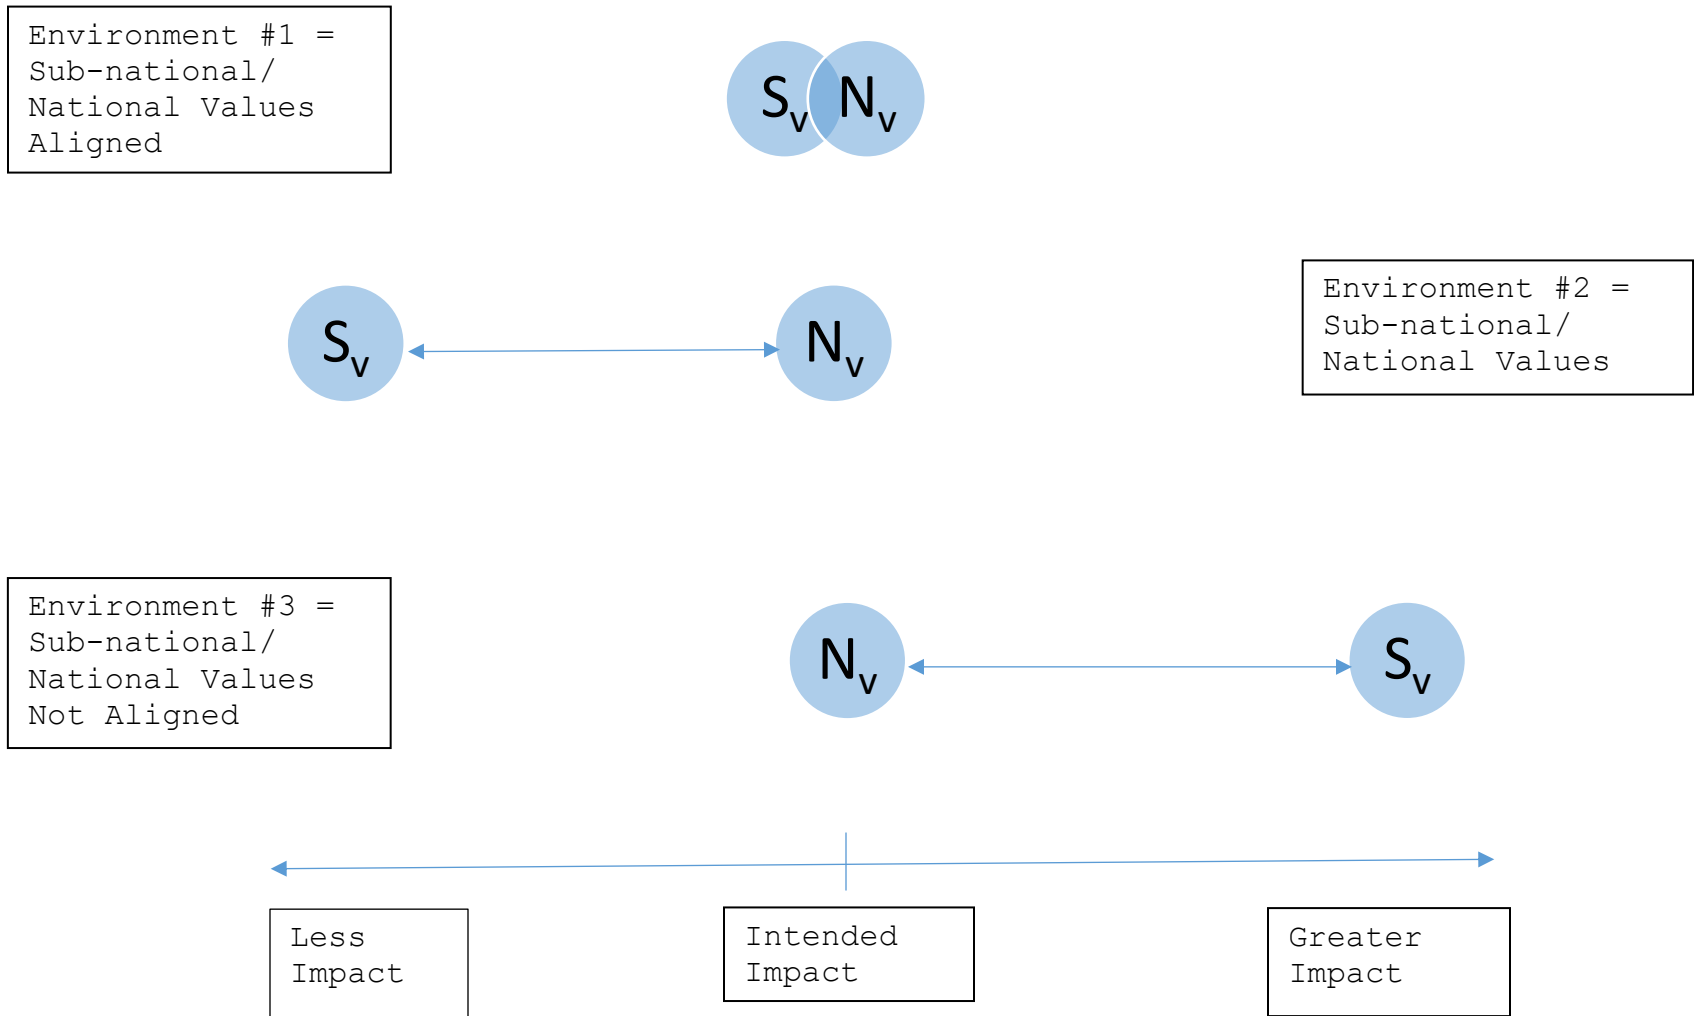 Environment #1 =
Sub-national/
National Values
Aligned
Sv Nv
Sv Nv
Environment #2 =
Sub-national/
National Values
Environment #3 =
Sub-national/
National Values
Not Aligned
Nv Sv
Less
Impact
Intended
Impact
Greater
Impact